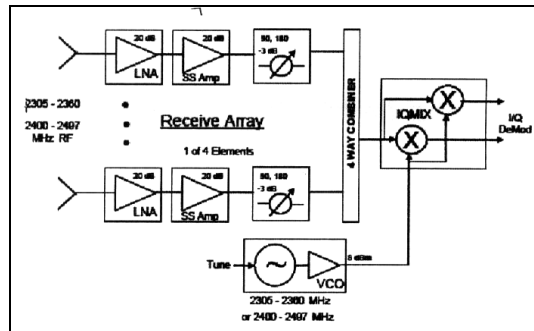 20 dB
20 dB
90, 180
-3 dB
LNA
SS Amp
2305 - 2360
2400 - 2497
MHz RF
Receive Array
1 of 4 Elements
4 WAY COMBINER
IQMIX
X
X
I/Q
DeMod
20 dB
20 dB
90, 180
-3 dB
LNA
SS Amp
Tune
~
VCO
8 dBm
2305 - 2360 MHz
or 2400 - 2497 MHz